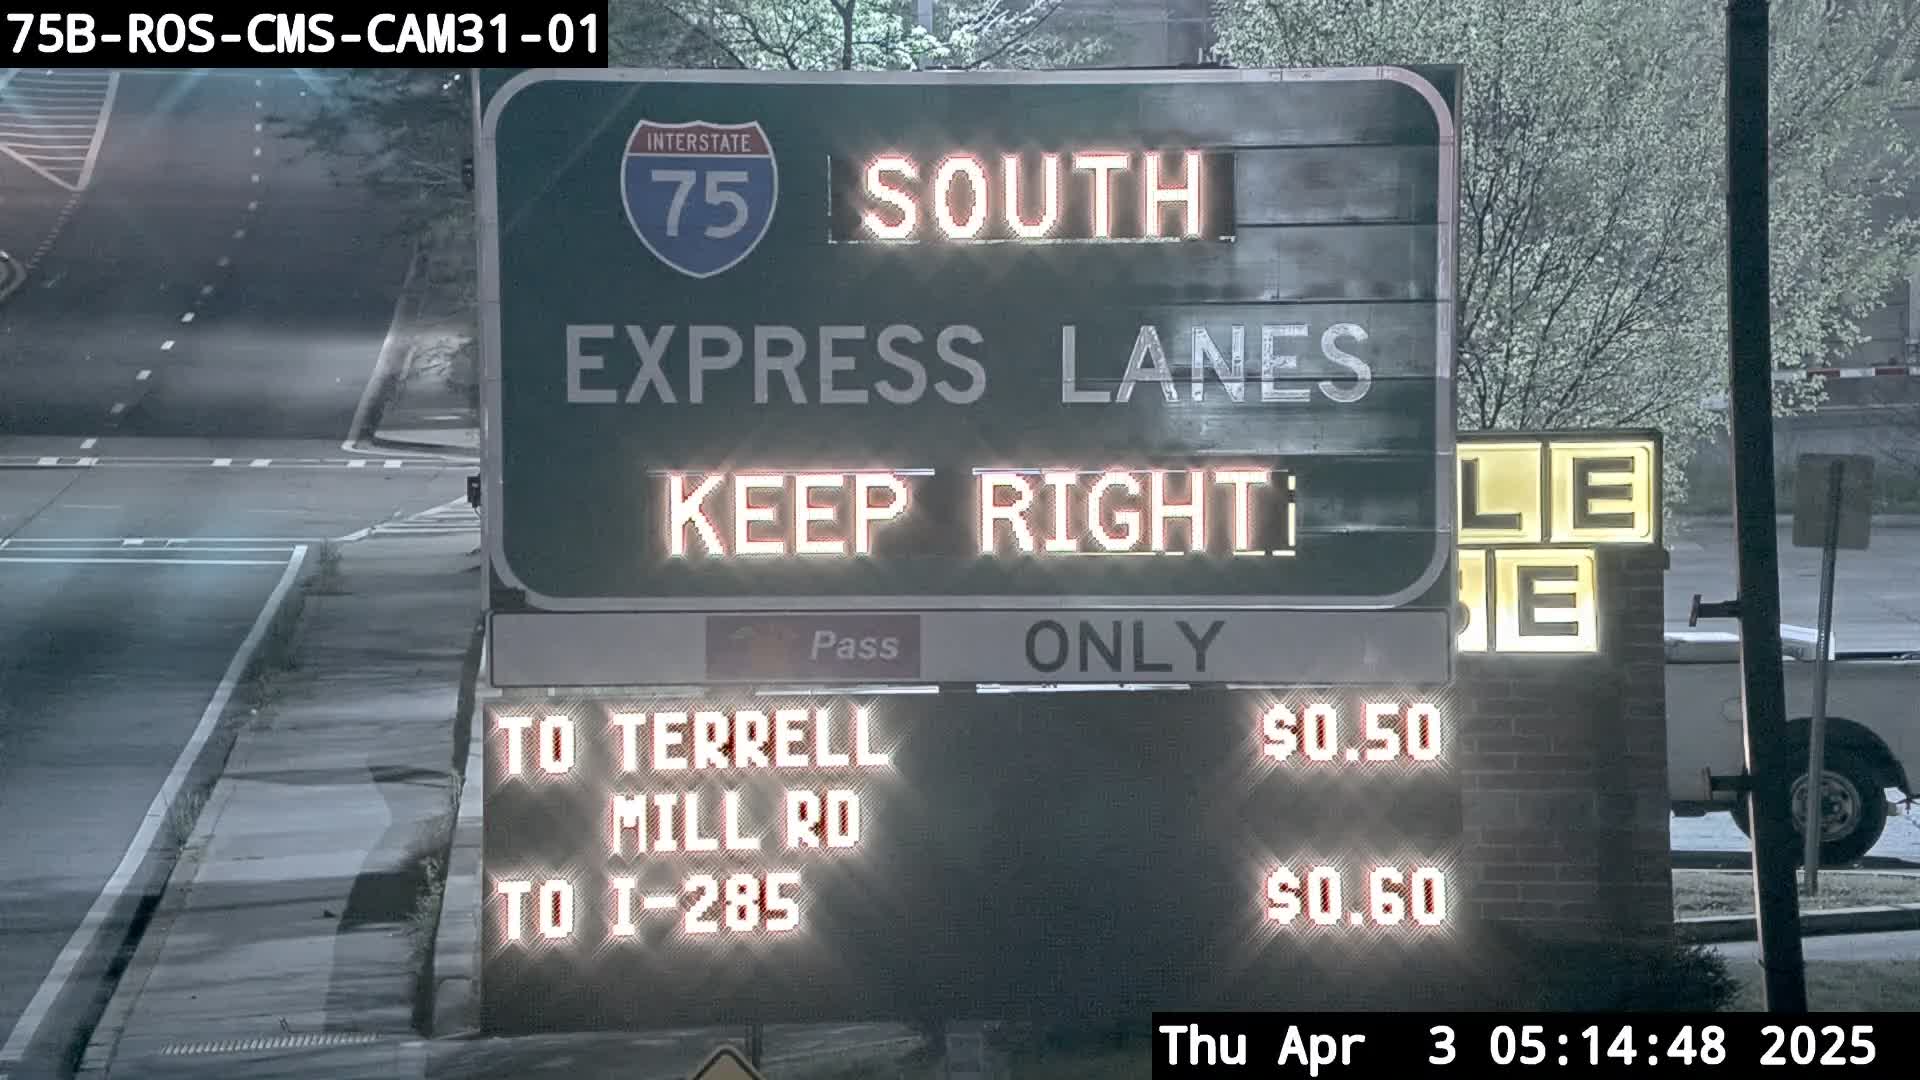 75B-ROS-CMS-CAM31-01
INTERSTATE
75
SOUTH
EXPRESS LANES
KEEP RIGHT
Pass ONLY
TO TERRELL $0.50
MILL RD
TO I-285 $0.60
LE
E
Thu Apr 3 05:14:48 2025